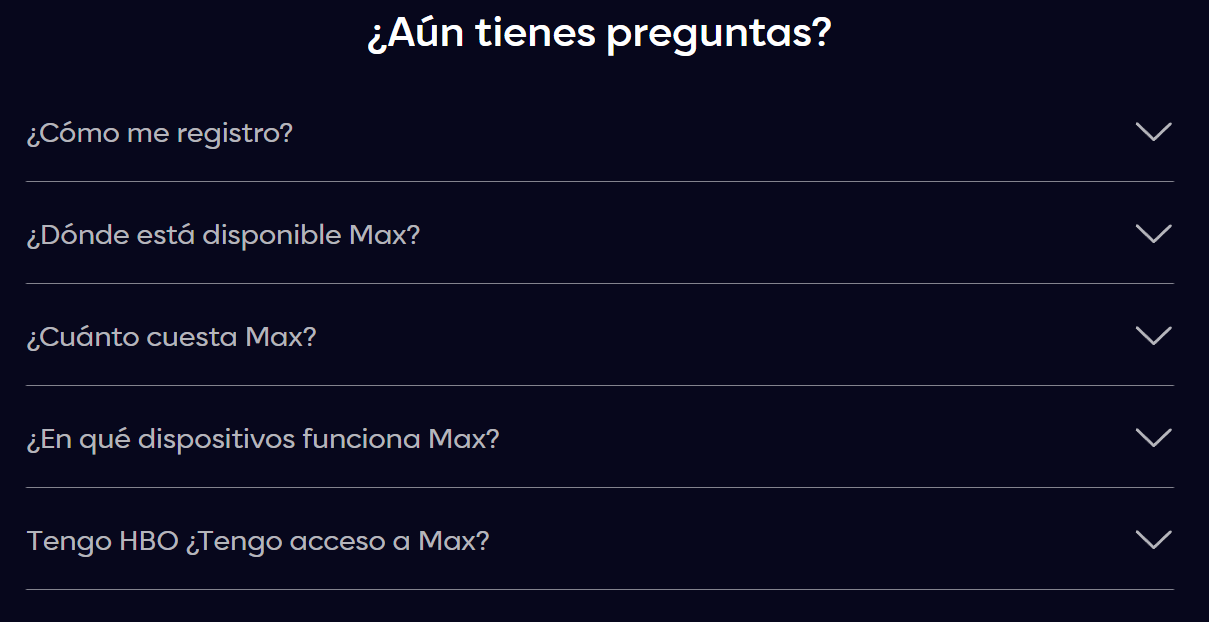 ¿Aún tienes preguntas?
¿Cómo me registro?
¿Dónde está disponible Max?
¿Cuánto cuesta Max?
¿En qué dispositivos funciona Max?
Tengo HBO ¿Tengo acceso a Max?